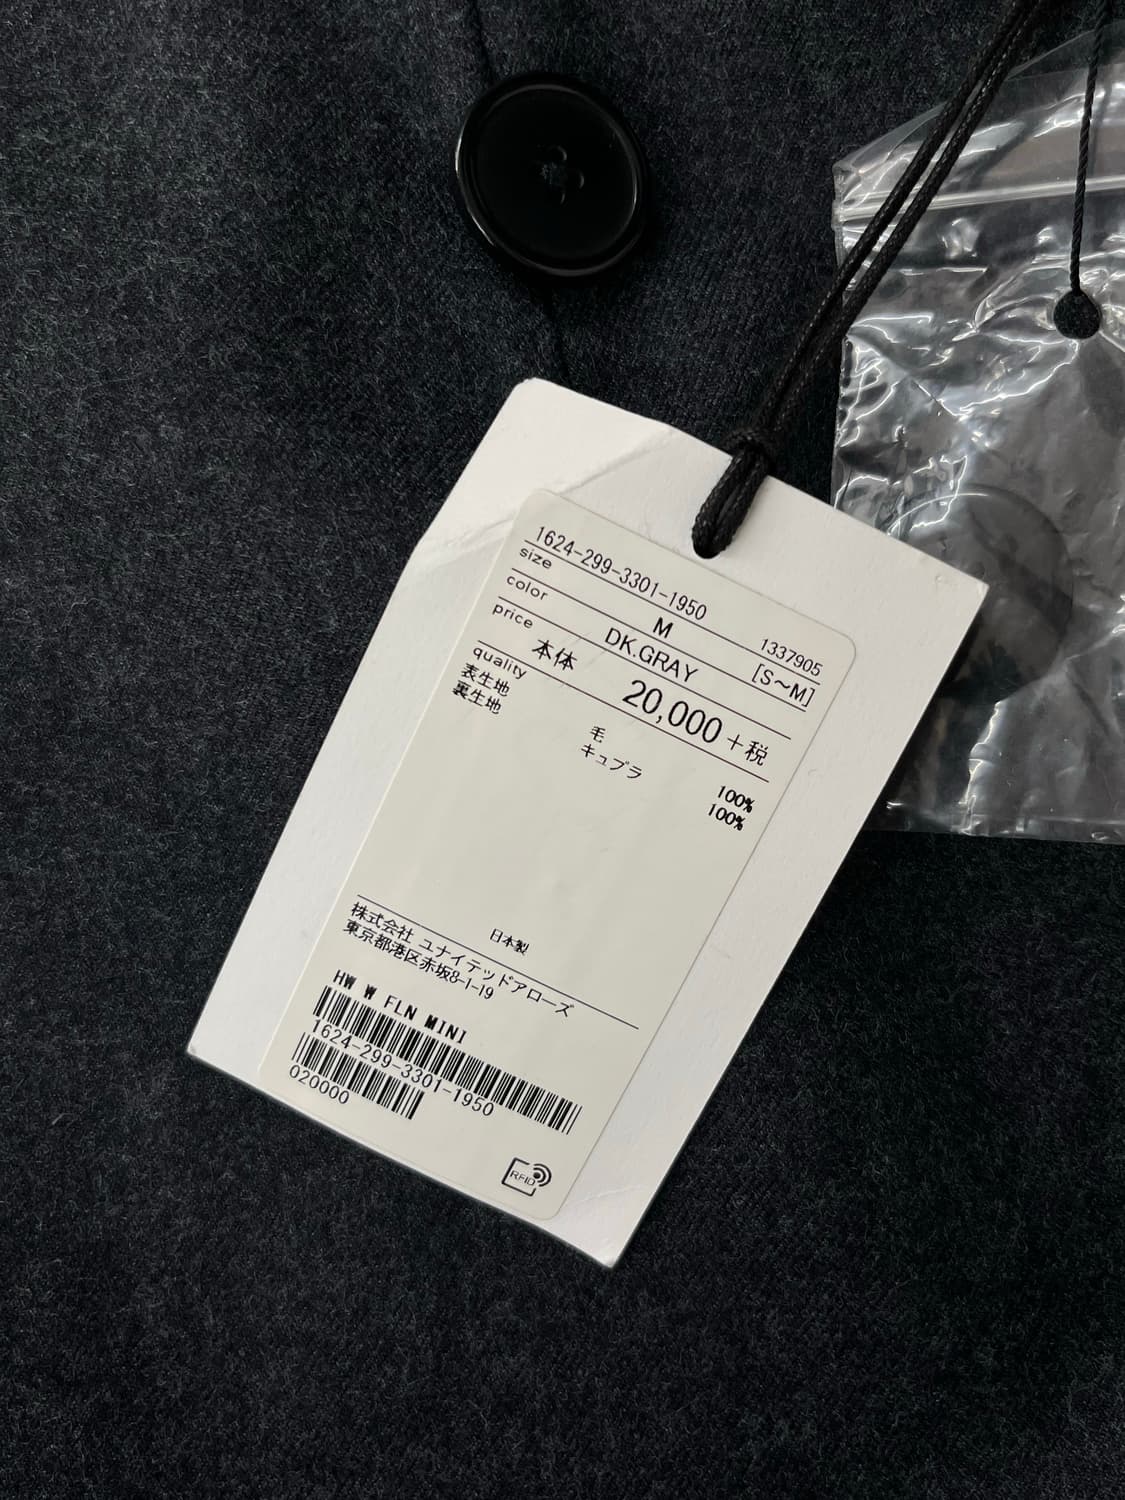 1624-299-3301-1950
size M 1337905
color DK.GRAY [S～M]
price 本体 20,000+税
quality
表生地 毛 100%
裏生地 キュプラ 100%
日本製
株式会社 ユナイテッドアローズ
東京都港区赤坂8-1-19
HW W FLN MINI
1624-299-3301-1950
020000
RFID